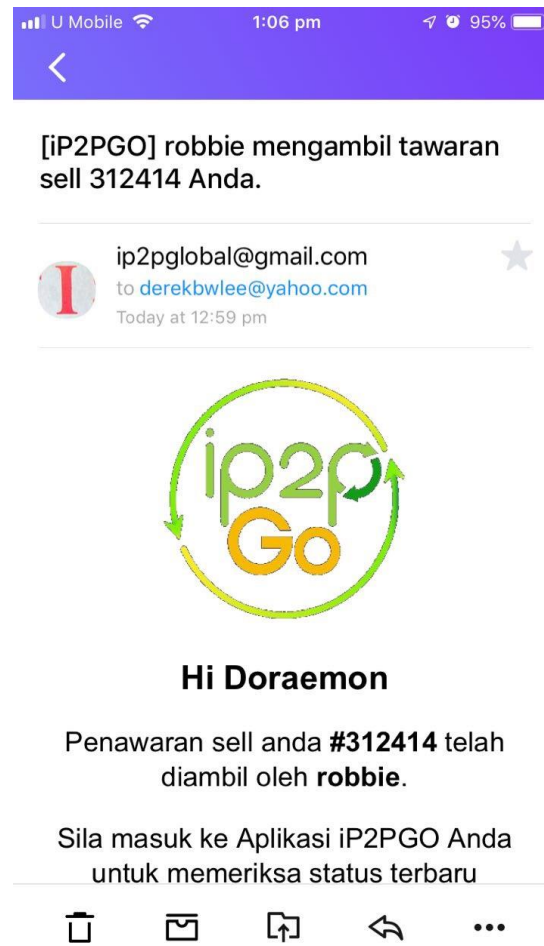 U Mobile 1:06 pm 95%
[iP2PGO] robbie mengambil tawaran
sell 312414 Anda.
I
ip2pglobal@gmail.com
to derekbwlee@yahoo.com
Today at 12:59 pm
ip2p
Go
Hi Doraemon
Penawaran sell anda #312414 telah
diambil oleh robbie.
Sila masuk ke Aplikasi iP2PGO Anda
untuk memeriksa status terbaru